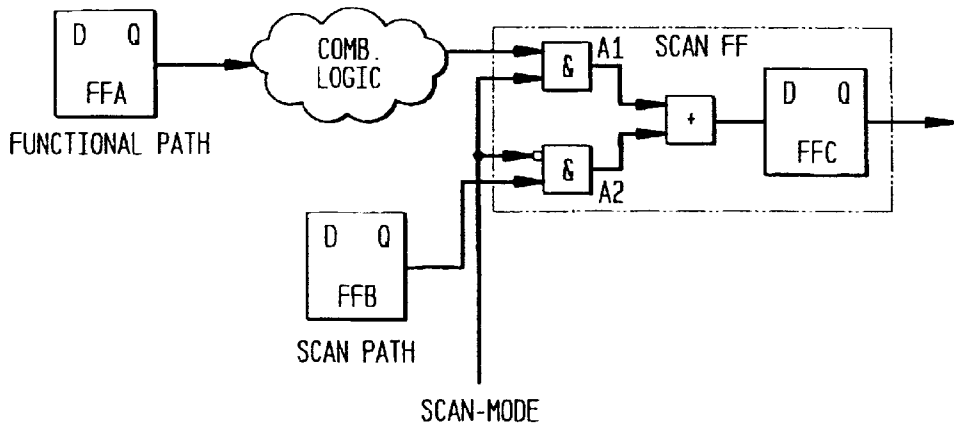 D Q
FFA
FUNCTIONAL PATH
COMB.
LOGIC
A1
&
SCAN FF
+
D Q
FFC
&
A2
D Q
FFB
SCAN PATH
SCAN-MODE